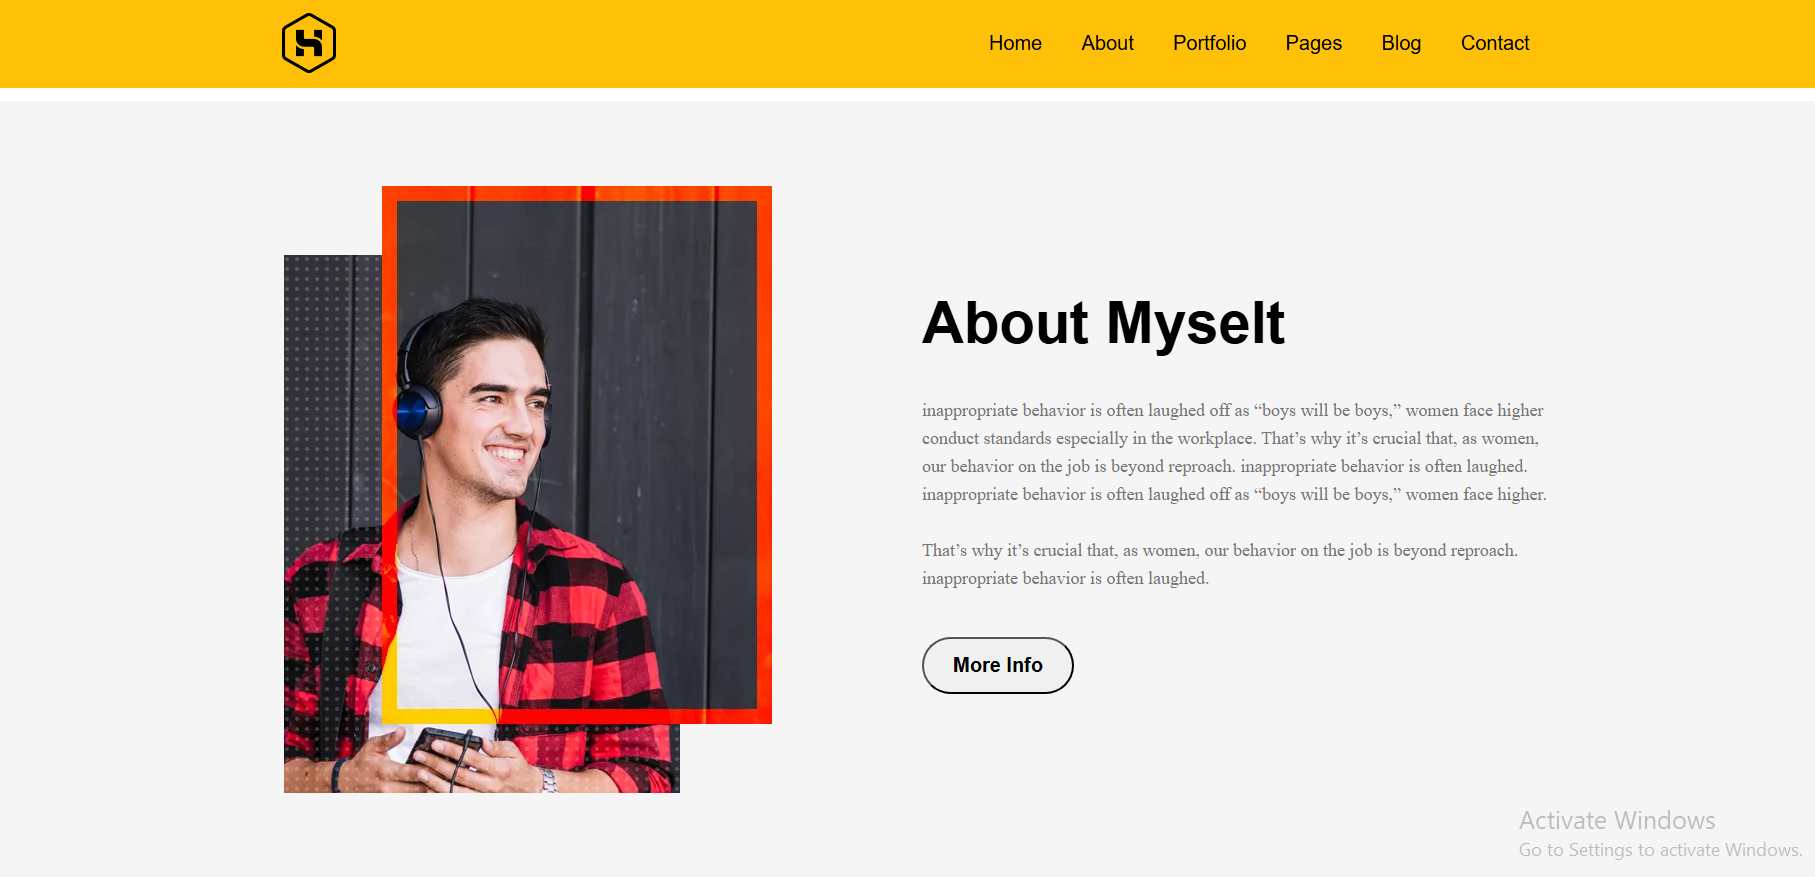 Home About Portfolio Pages Blog Contact
About Myselt
inappropriate behavior is often laughed off as “boys will be boys,” women face higher
conduct standards especially in the workplace. That’s why it’s crucial that, as women,
our behavior on the job is beyond reproach. inappropriate behavior is often laughed.
inappropriate behavior is often laughed off as “boys will be boys,” women face higher.
That’s why it’s crucial that, as women, our behavior on the job is beyond reproach.
inappropriate behavior is often laughed.
More Info
Activate Windows
Go to Settings to activate Windows.